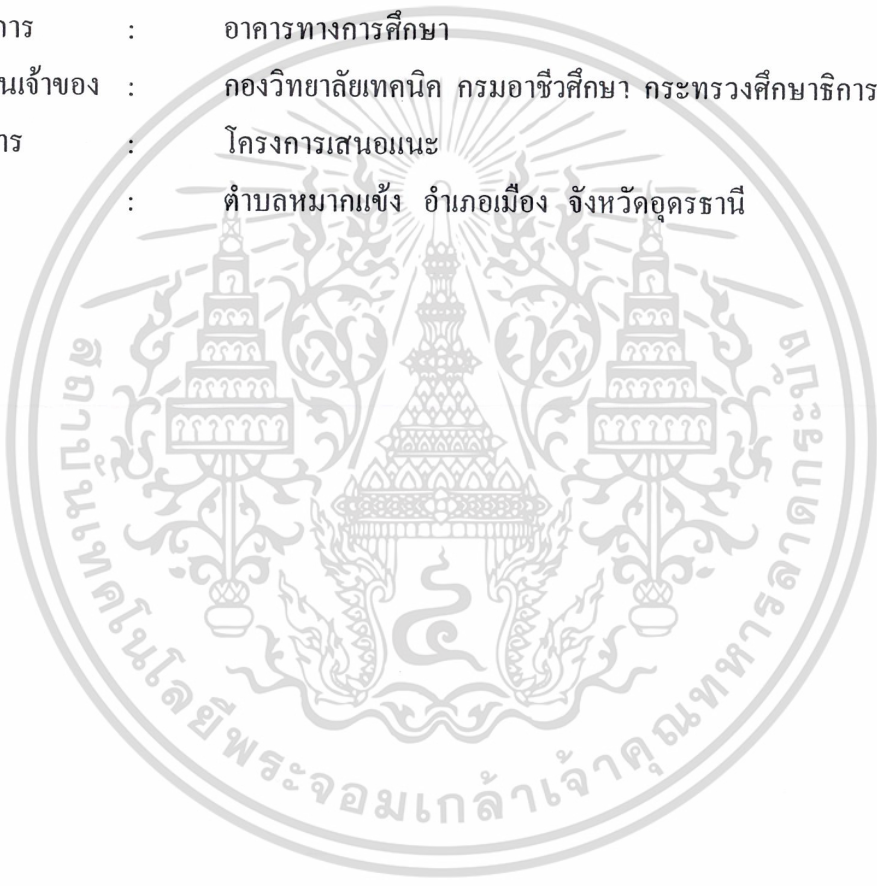 การ : อาคารทางการศึกษา
นเจ้าของ : กองวิทยาลัยเทคนิค กรมอาชีวศึกษา กระทรวงศึกษาธิการ
าร : โครงการเสนอแนะ
: ตำบลหมากแข้ง อำเภอเมือง จังหวัดอุดรธานี
สถาบันเทคโนโลยีพระจอมเกล้าเจ้าคุณทหารลาดกระบัง
๔